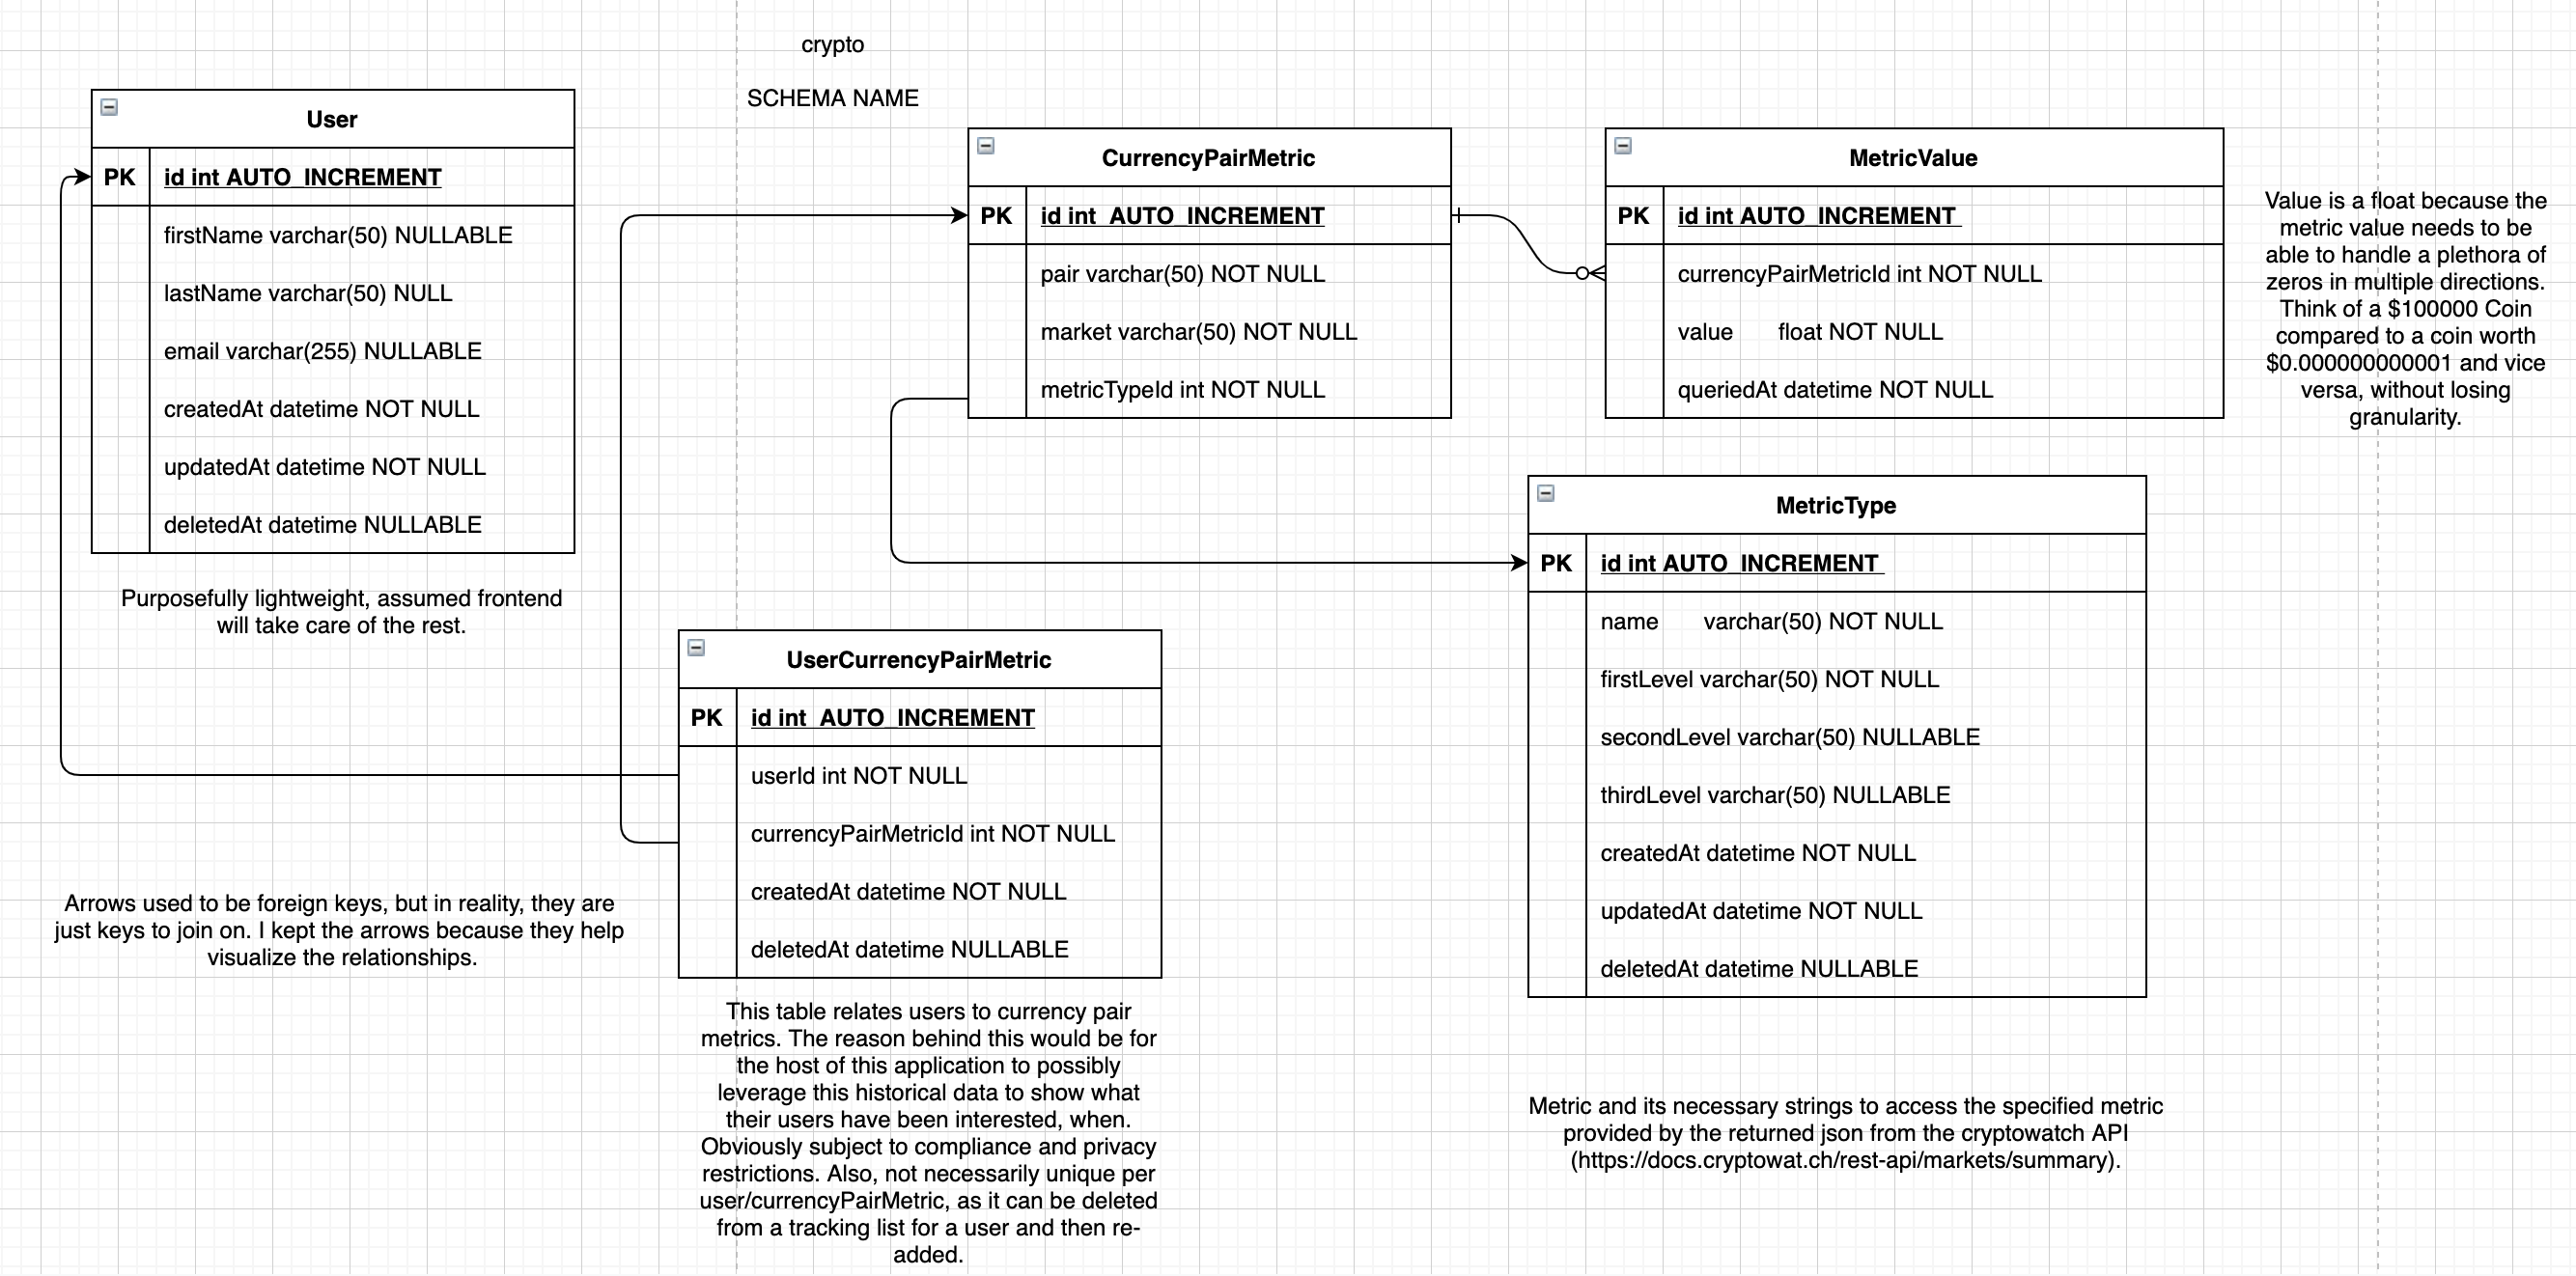 crypto
SCHEMA NAME
User
PK id int AUTO_INCREMENT
firstName varchar(50) NULLABLE
lastName varchar(50) NULL
email varchar(255) NULLABLE
createdAt datetime NOT NULL
updatedAt datetime NOT NULL
deletedAt datetime NULLABLE
Purposefully lightweight, assumed frontend
will take care of the rest.
CurrencyPairMetric
PK id int AUTO_INCREMENT
pair varchar(50) NOT NULL
market varchar(50) NOT NULL
metricTypeId int NOT NULL
MetricValue
PK id int AUTO_INCREMENT
currencyPairMetricId int NOT NULL
value float NOT NULL
queriedAt datetime NOT NULL
Value is a float because the
metric value needs to be
able to handle a plethora of
zeros in multiple directions.
Think of a $100000 Coin
compared to a coin worth
$0.000000000001 and vice
versa, without losing
granularity.
MetricType
PK id int AUTO_INCREMENT
name varchar(50) NOT NULL
firstLevel varchar(50) NOT NULL
secondLevel varchar(50) NULLABLE
thirdLevel varchar(50) NULLABLE
createdAt datetime NOT NULL
updatedAt datetime NOT NULL
deletedAt datetime NULLABLE
UserCurrencyPairMetric
PK id int AUTO_INCREMENT
userId int NOT NULL
currencyPairMetricId int NOT NULL
createdAt datetime NOT NULL
deletedAt datetime NULLABLE
Arrows used to be foreign keys, but in reality, they are
just keys to join on. I kept the arrows because they help
visualize the relationships.
This table relates users to currency pair
metrics. The reason behind this would be for
the host of this application to possibly
leverage this historical data to show what
their users have been interested, when.
Obviously subject to compliance and privacy
restrictions. Also, not necessarily unique per
user/currencyPairMetric, as it can be deleted
from a tracking list for a user and then re-
added.
Metric and its necessary strings to access the specified metric
provided by the returned json from the cryptowatch API
(https://docs.cryptowat.ch/rest-api/markets/summary).